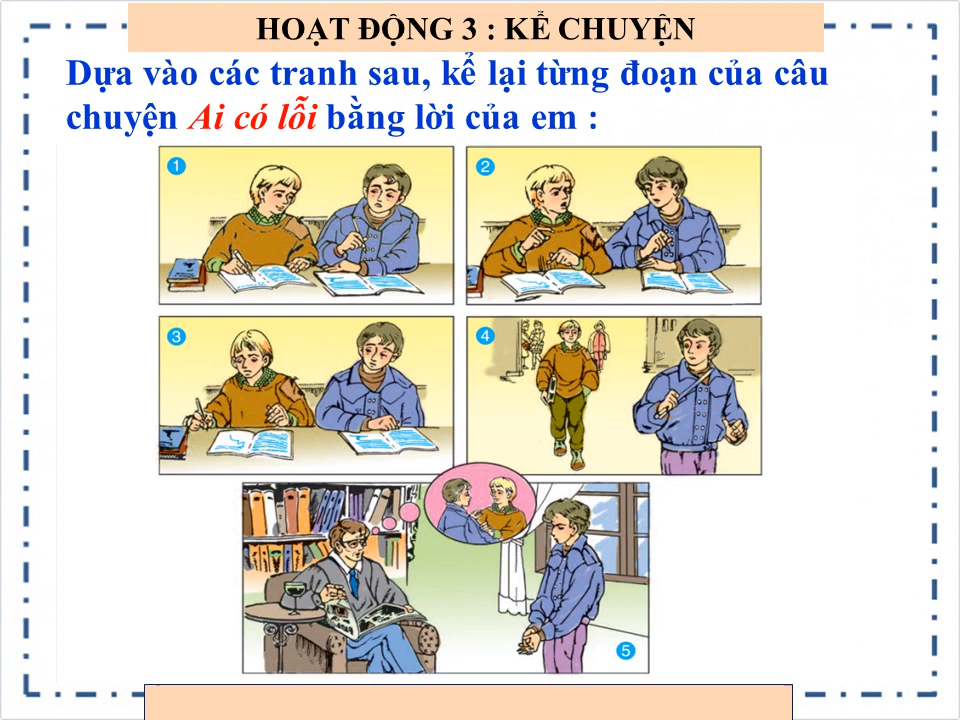 HOẠT ĐỘNG 3 : KỂ CHUYỆN
Dựa vào các tranh sau, kể lại từng đoạn của câu
chuyện Ai có lỗi bằng lời của em :
1
2
3
4
5